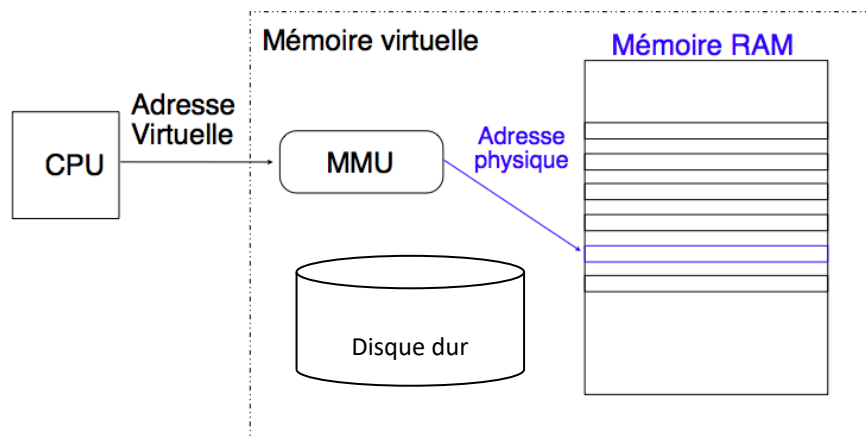 Mémoire virtuelle
Mémoire RAM
Adresse
Virtuelle
CPU
MMU
Adresse
physique
Disque dur